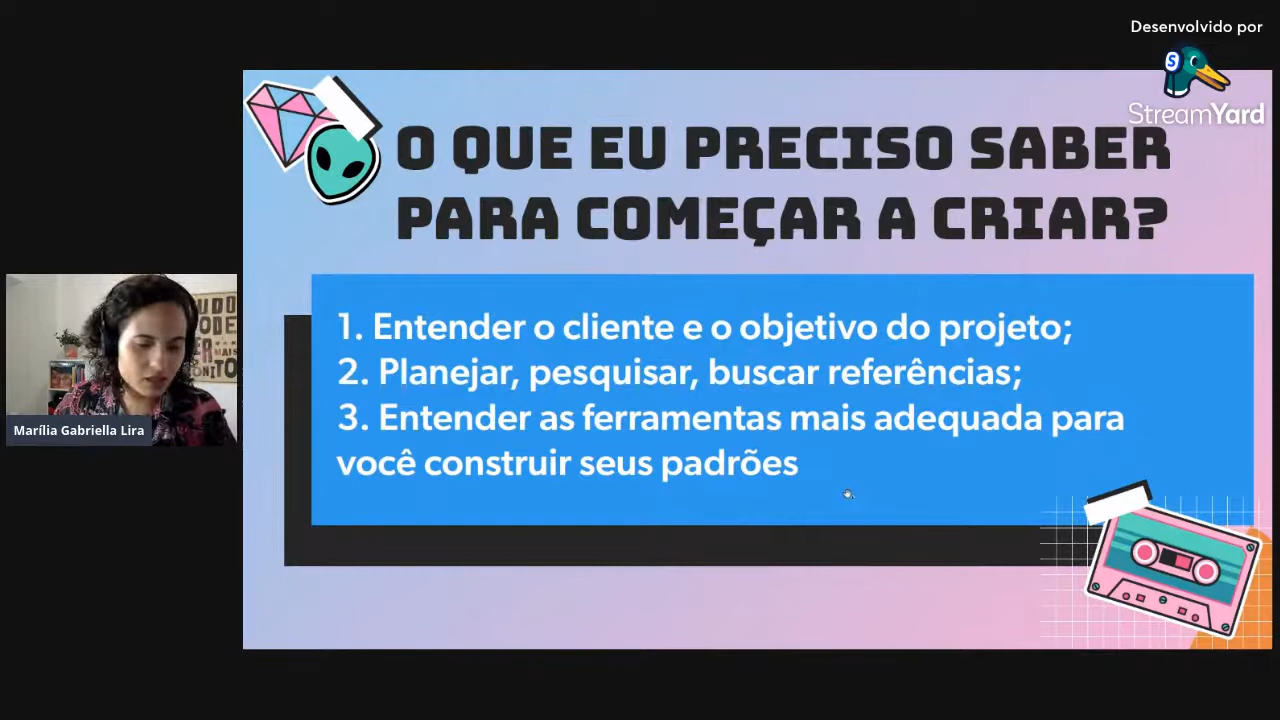 Desenvolvido por
StreamYard
O QUE EU PRECISO SABER
PARA COMEÇAR A CRIAR?
1. Entender o cliente e o objetivo do projeto;
2. Planejar, pesquisar, buscar referências;
3. Entender as ferramentas mais adequada para
você construir seus padrões
Marília Gabriella Lira